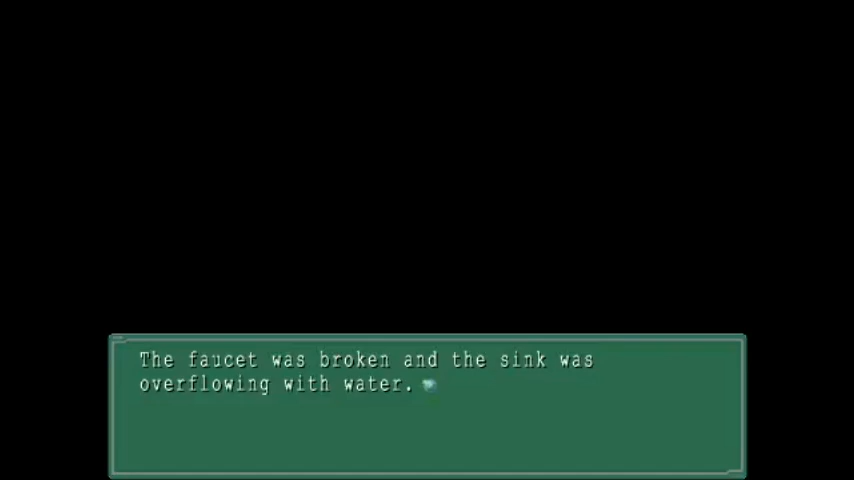 The faucet was broken and the sink was
overflowing with water.